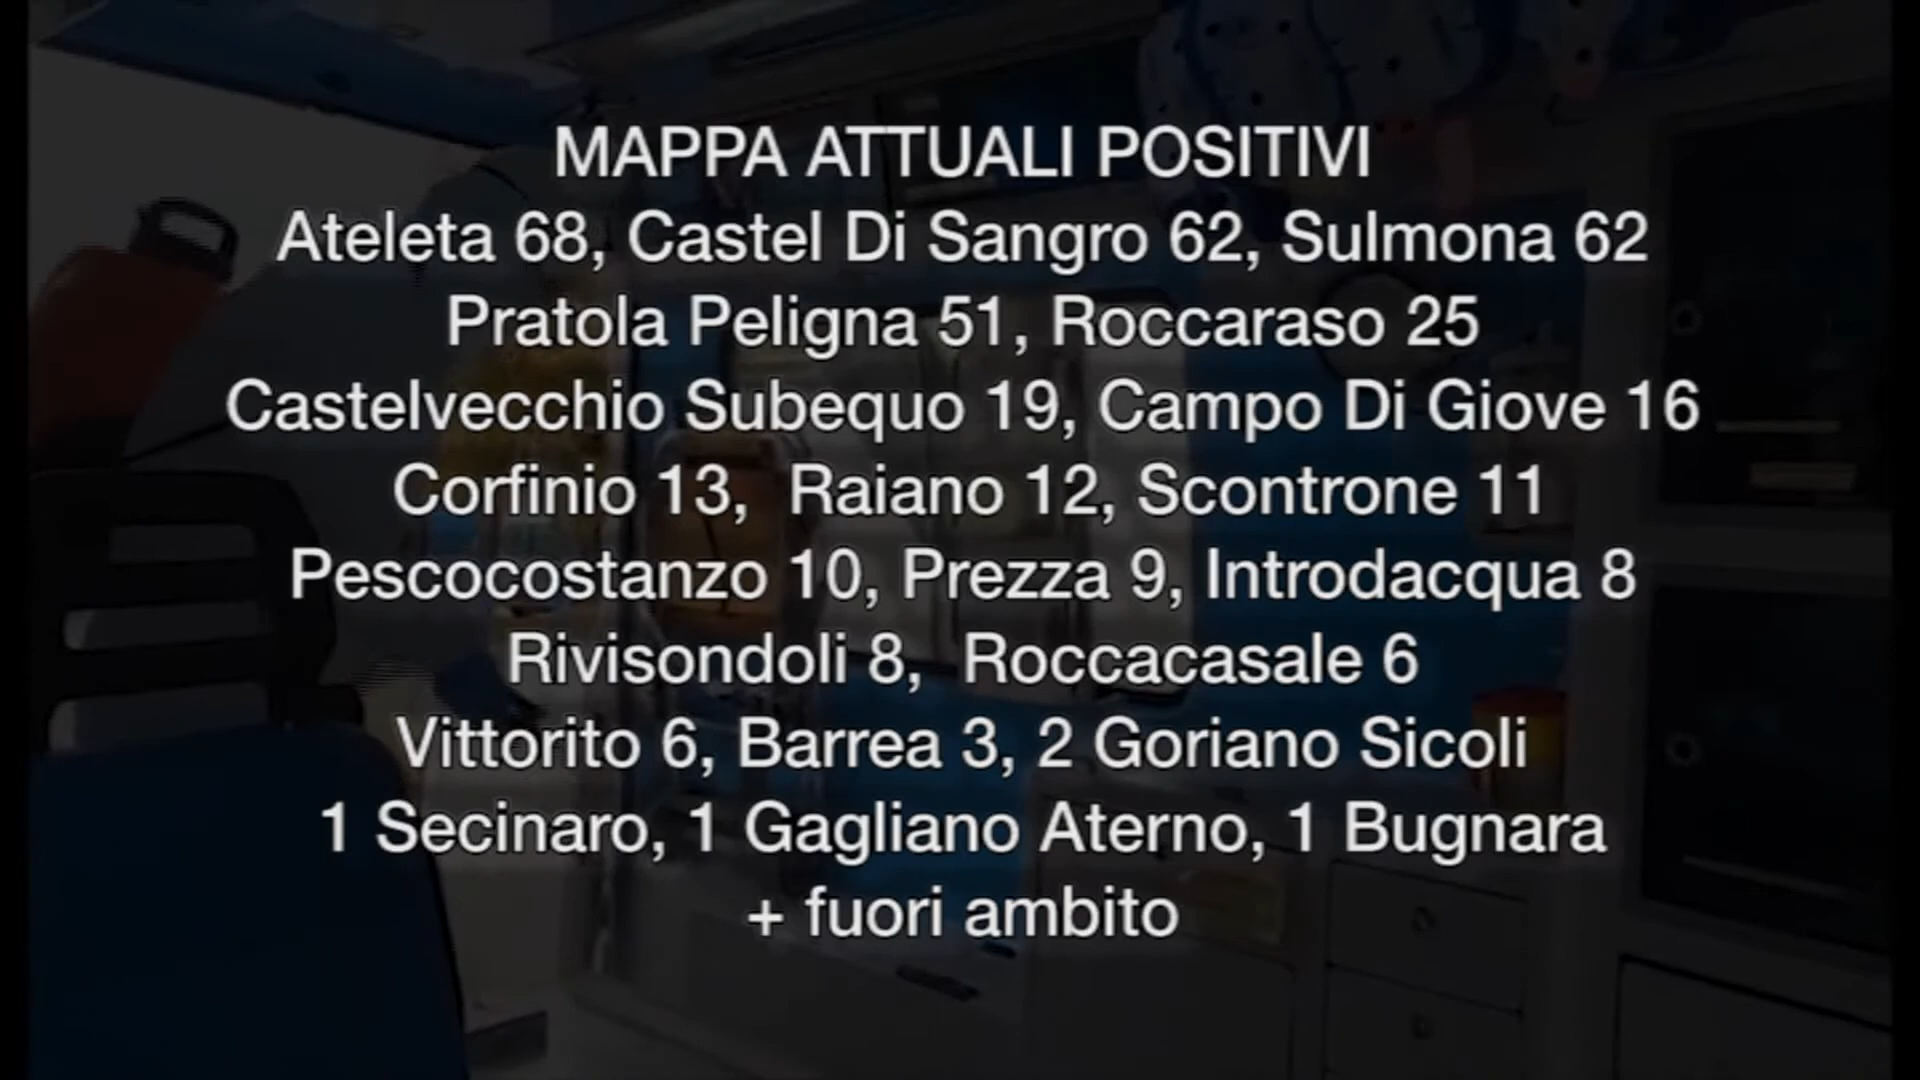 MAPPA ATTUALI POSITIVI
Ateleta 68, Castel Di Sangro 62, Sulmona 62
Pratola Peligna 51, Roccaraso 25
Castelvecchio Subequo 19, Campo Di Giove 16
Corfinio 13, Raiano 12, Scontrone 11
Pescocostanzo 10, Prezza 9, Introdacqua 8
Rivisondoli 8, Roccacasale 6
Vittorito 6, Barrea 3, 2 Goriano Sicoli
1 Secinaro, 1 Gagliano Aterno, 1 Bugnara
+ fuori ambito